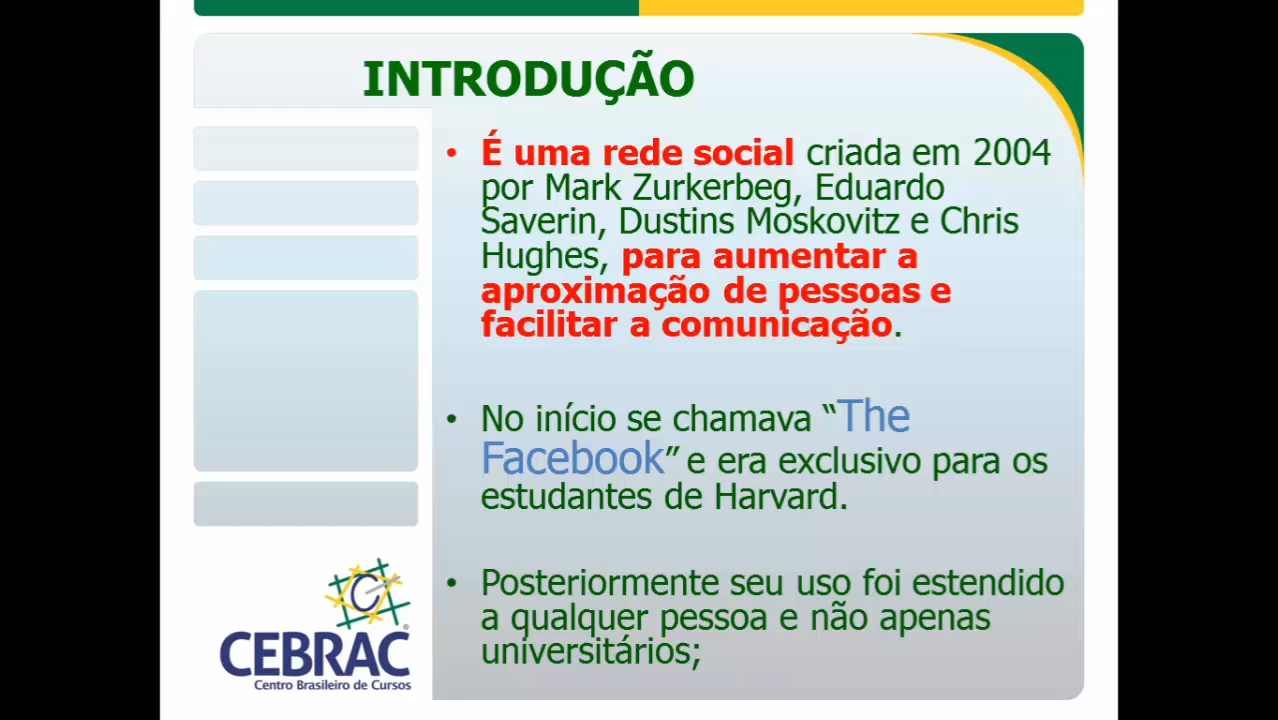 INTRODUÇÃO
• É uma rede social criada em 2004
por Mark Zurkerbeg, Eduardo
Saverin, Dustins Moskovitz e Chris
Hughes, para aumentar a
aproximação de pessoas e
facilitar a comunicação.
• No início se chamava “The
Facebook” e era exclusivo para os
estudantes de Harvard.
• Posteriormente seu uso foi estendido
a qualquer pessoa e não apenas
universitários;
CEBRAC®
Centro Brasileiro de Cursos